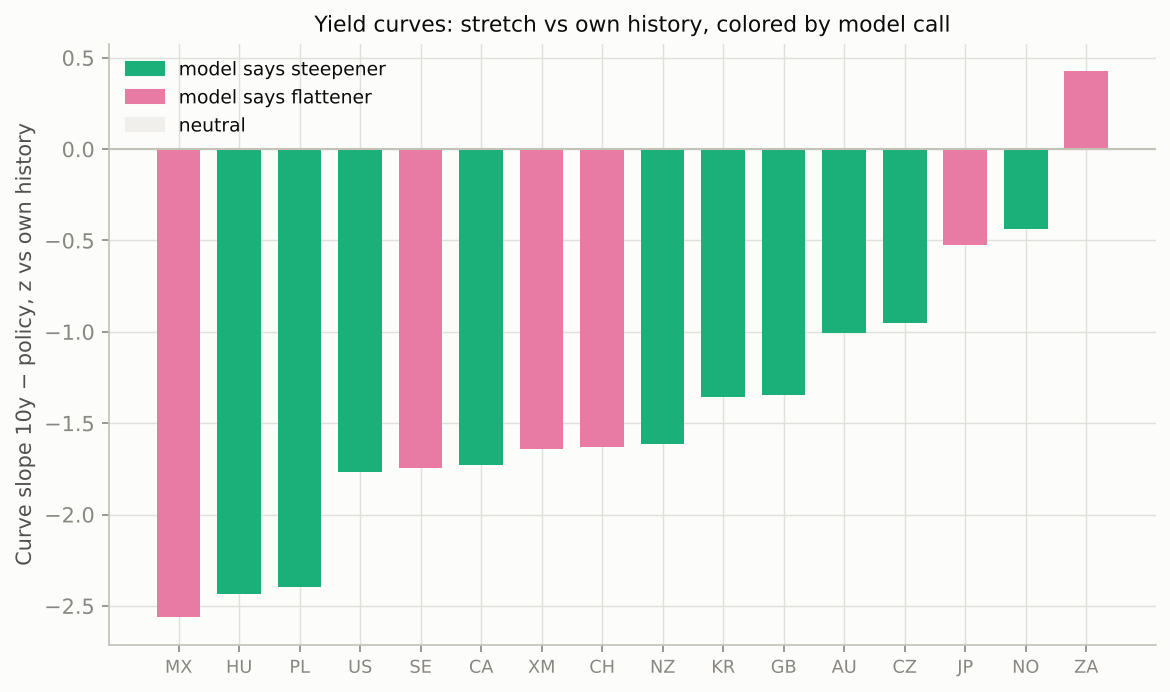 Yield curves: stretch vs own history, colored by model call
model says steepener
model says flattener
neutral
Curve slope 10y − policy, z vs own history
0.5
0.0
−0.5
−1.0
−1.5
−2.0
−2.5
MX HU PL US SE CA XM CH NZ KR GB AU CZ JP NO ZA